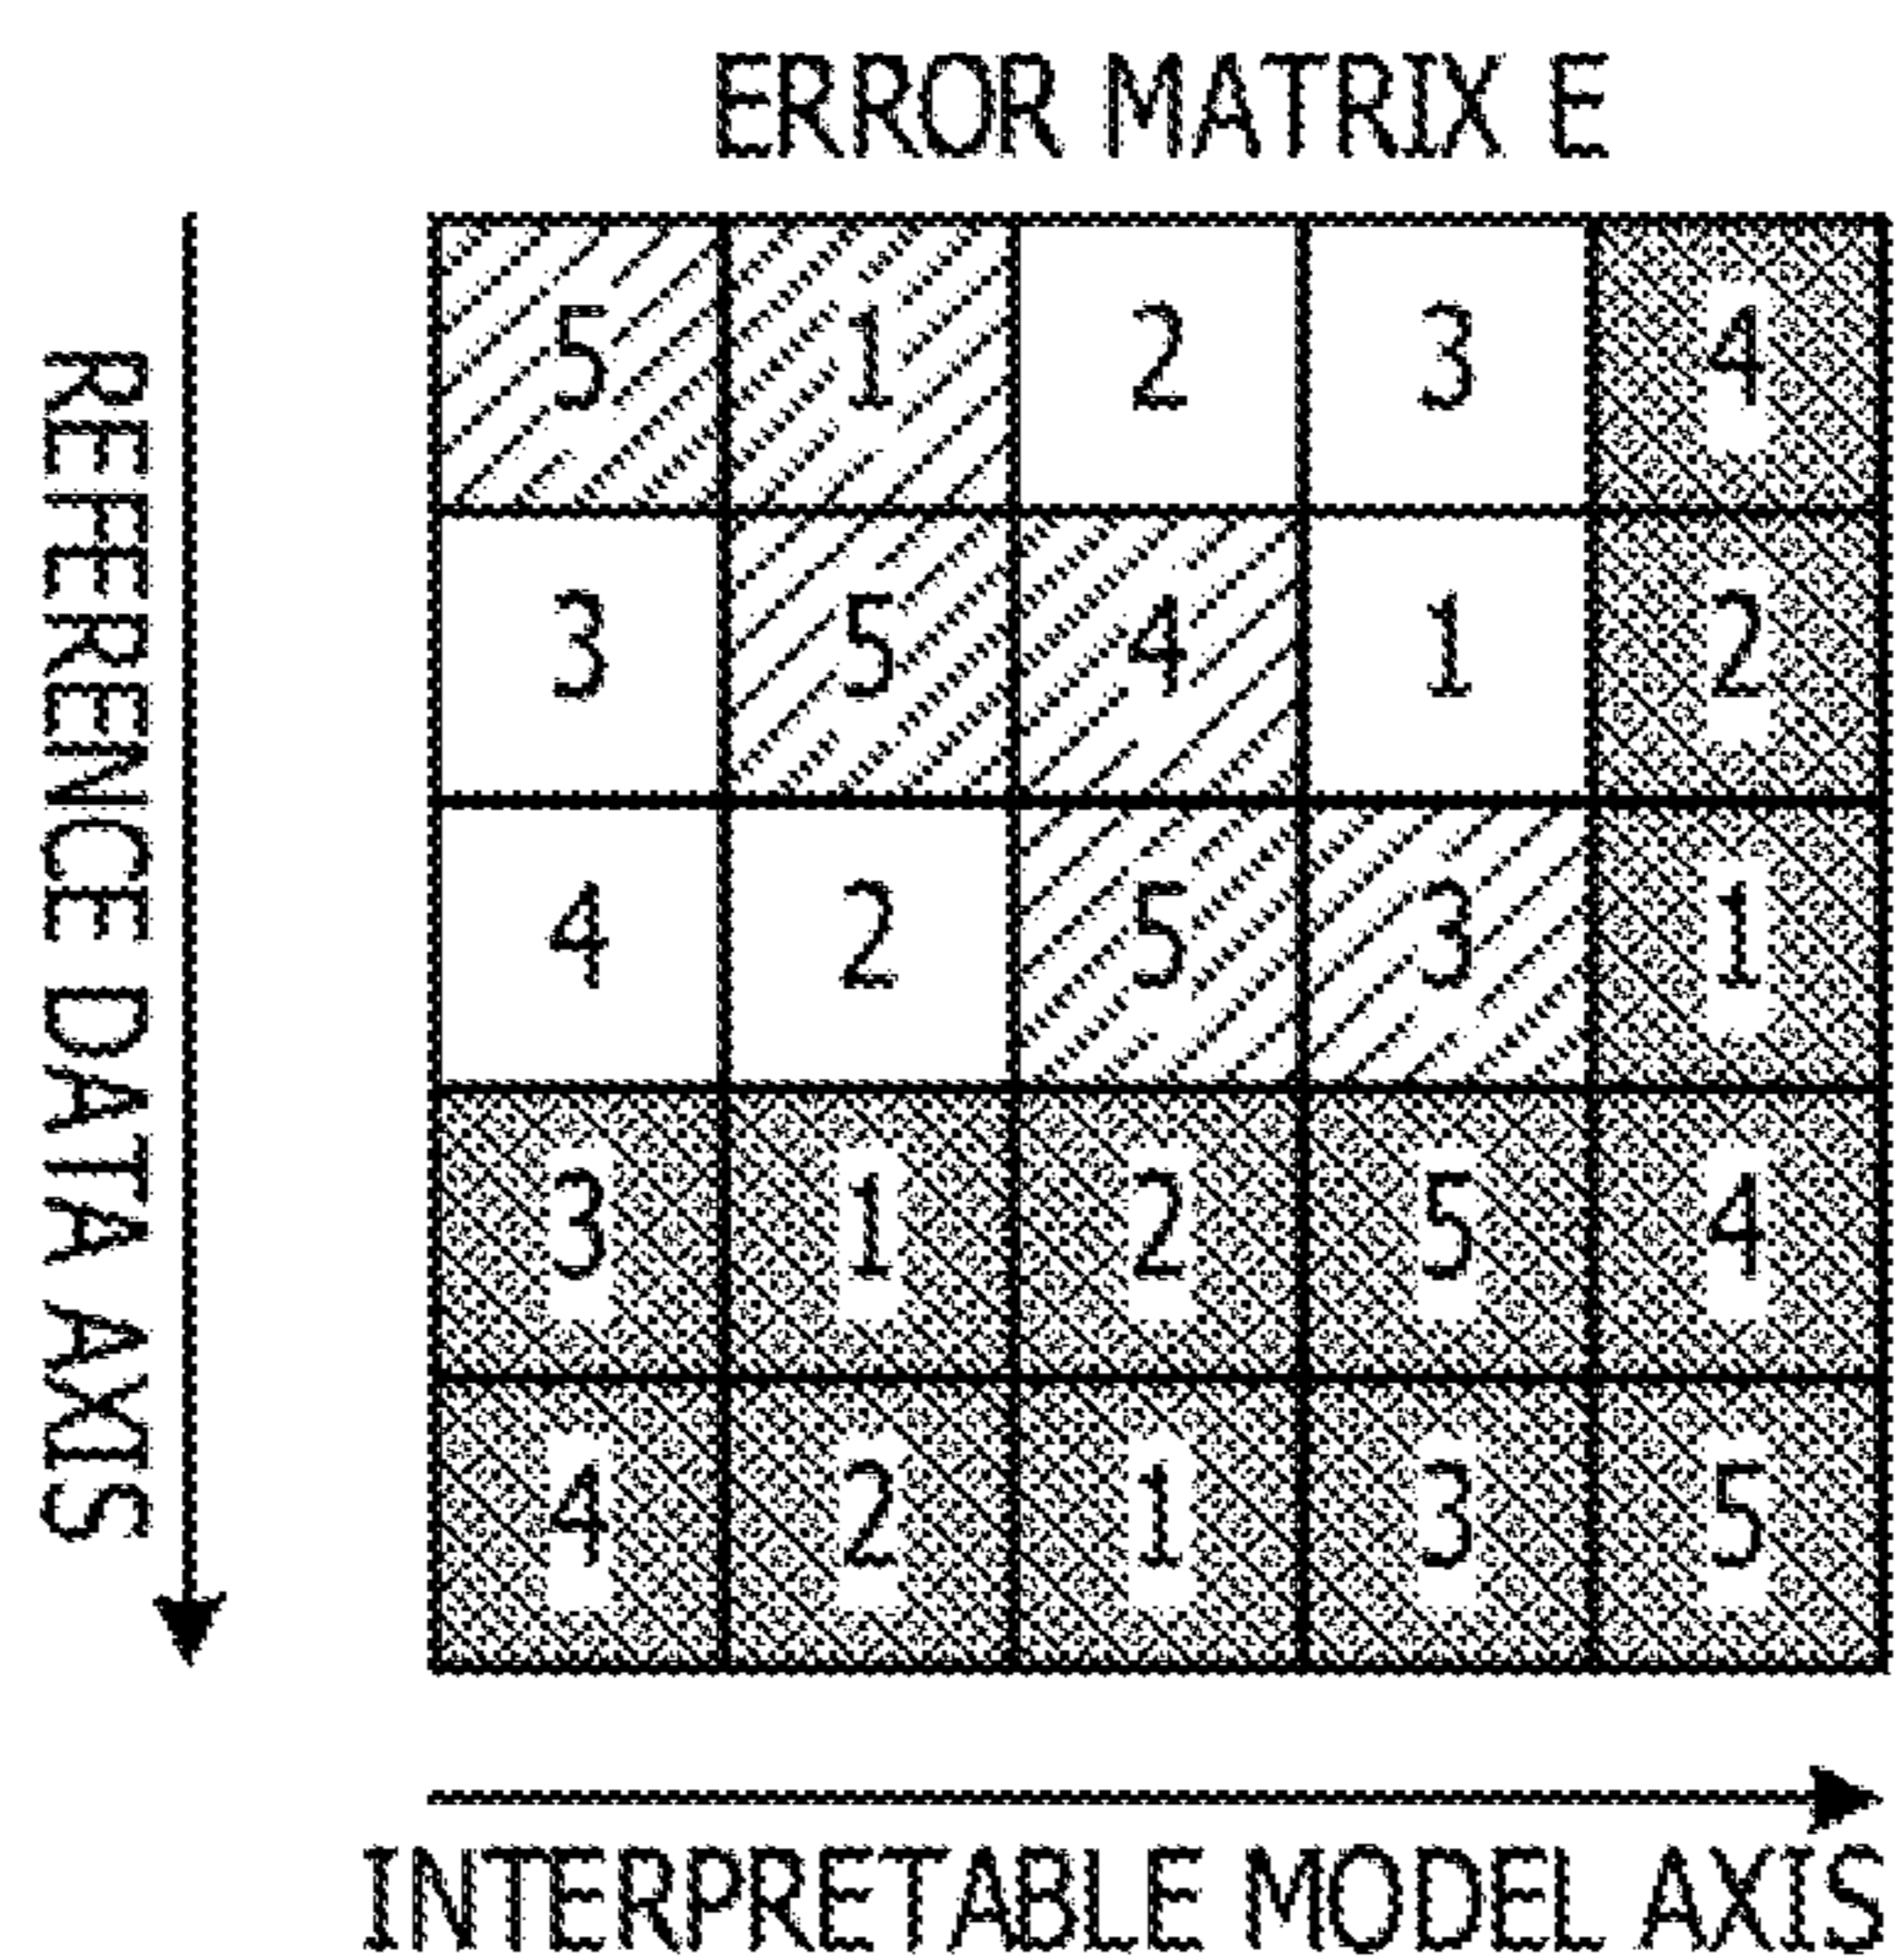 ERROR MATRIX E
REFERENCE DATA AXIS
5 1 2 3 4
3 5 4 1 2
4 2 5 3 1
3 1 2 5 4
4 2 1 3 5
INTERPRETABLE MODEL AXIS